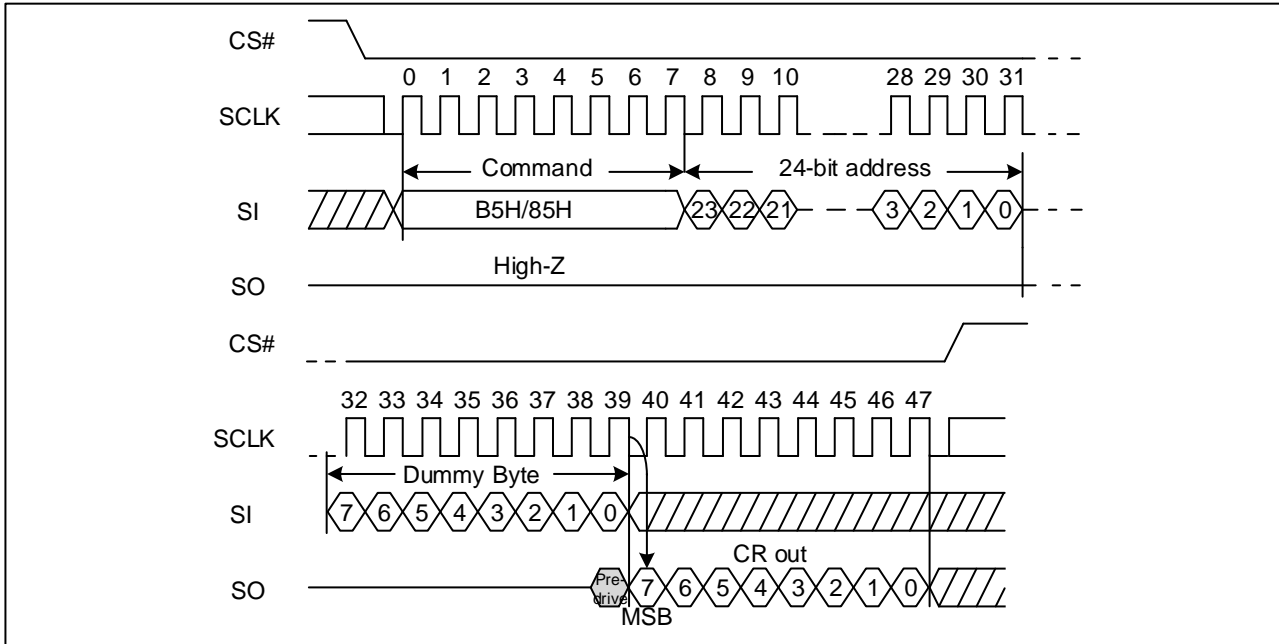 CS#
0 1 2 3 4 5 6 7 8 9 10 28 29 30 31
SCLK
Command 24-bit address
SI B5H/85H 23 22 21 3 2 1 0
High-Z
SO
CS#
32 33 34 35 36 37 38 39 40 41 42 43 44 45 46 47
SCLK
Dummy Byte
SI 7 6 5 4 3 2 1 0
CR out
SO Pre-
drive 7 6 5 4 3 2 1 0
MSB